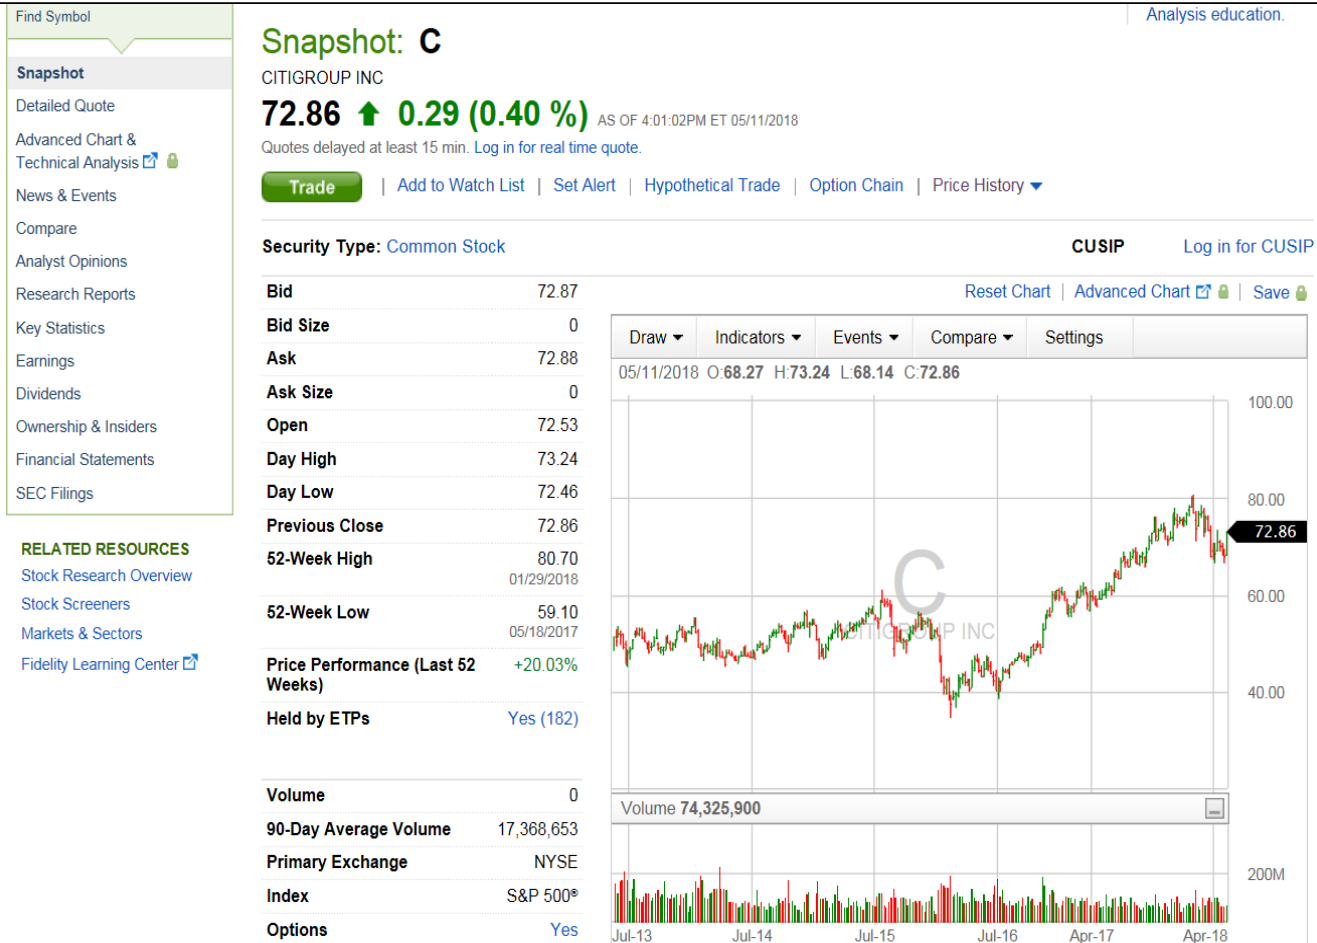 Find Symbol
Analysis education.
Snapshot
Detailed Quote
Advanced Chart &
Technical Analysis
News & Events
Compare
Analyst Opinions
Research Reports
Key Statistics
Earnings
Dividends
Ownership & Insiders
Financial Statements
SEC Filings
RELATED RESOURCES
Stock Research Overview
Stock Screeners
Markets & Sectors
Fidelity Learning Center
Snapshot: C
CITIGROUP INC
72.86 0.29 (0.40 %) AS OF 4:01:02PM ET 05/11/2018
Quotes delayed at least 15 min. Log in for real time quote.
Trade | Add to Watch List | Set Alert | Hypothetical Trade | Option Chain | Price History
Security Type: Common Stock
CUSIP Log in for CUSIP
Bid 72.87
Bid Size 0
Ask 72.88
Ask Size 0
Open 72.53
Day High 73.24
Day Low 72.46
Previous Close 72.86
52-Week High 80.70
01/29/2018
52-Week Low 59.10
05/18/2017
Price Performance (Last 52 +20.03%
Weeks)
Held by ETPs Yes (182)
Volume 0
90-Day Average Volume 17,368,653
Primary Exchange NYSE
Index S&P 500®
Options Yes
Reset Chart | Advanced Chart | Save
Draw Indicators Events Compare Settings
05/11/2018 O:68.27 H:73.24 L:68.14 C:72.86
100.00
80.00
72.86
60.00
40.00
C
CITIGROUP INC
Volume 74,325,900
200M
Jul-13 Jul-14 Jul-15 Jul-16 Apr-17 Apr-18